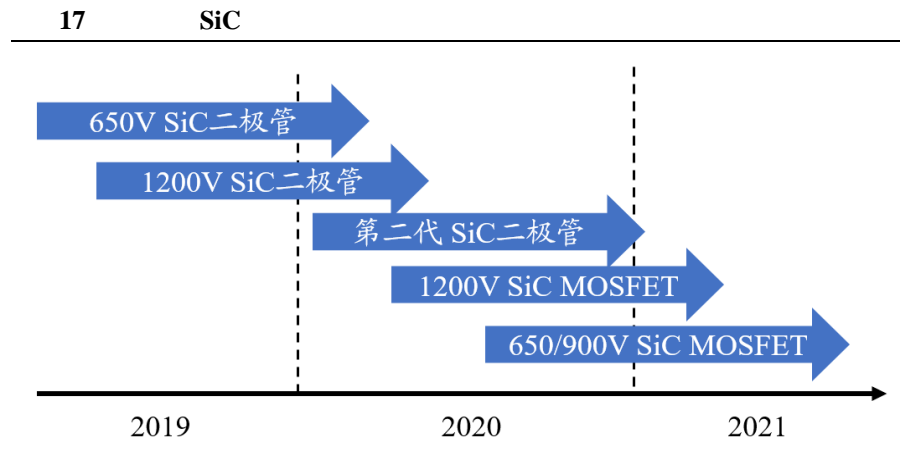 17 SiC
650V SiC二极管
1200V SiC二极管
第二代 SiC二极管
1200V SiC MOSFET
650/900V SiC MOSFET
2019 2020 2021